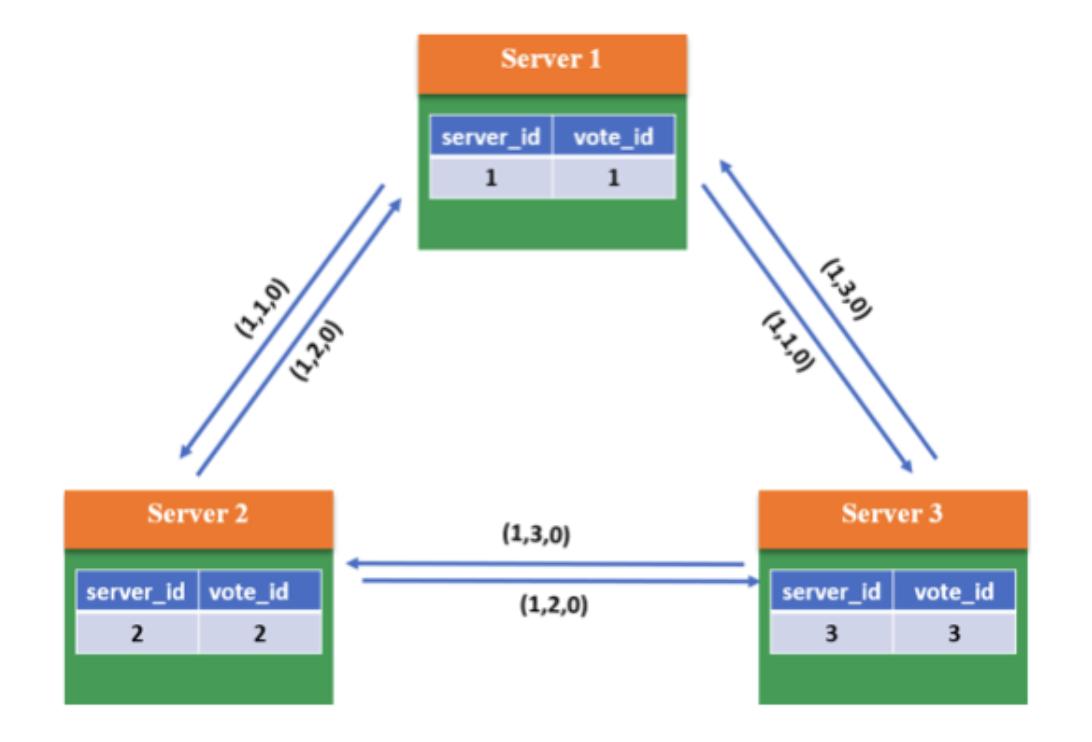 Server 1
server_id vote_id
1 1
(1,1,0)
(1,2,0)
(1,3,0)
(1,1,0)
Server 2
server_id vote_id
2 2
(1,3,0)
(1,2,0)
Server 3
server_id vote_id
3 3